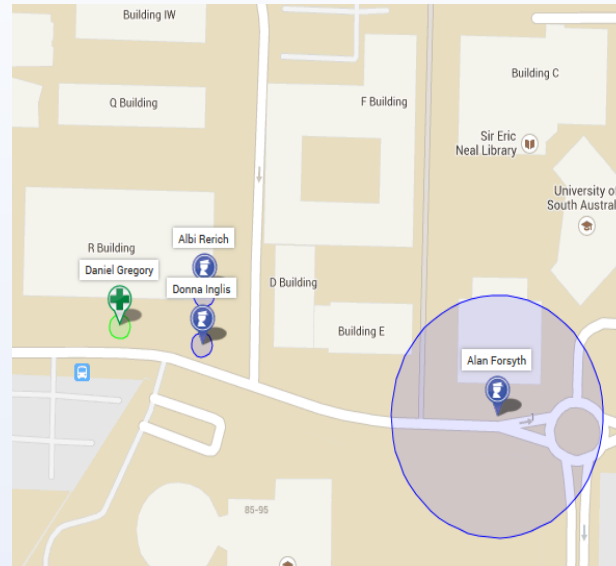 Building IW
Q Building
F Building
Building C
Sir Eric
Neal Library
University of
South Austral
R Building
Albi Rerich
Daniel Gregory
Donna Inglis
D Building
Building E
Alan Forsyth
85-95